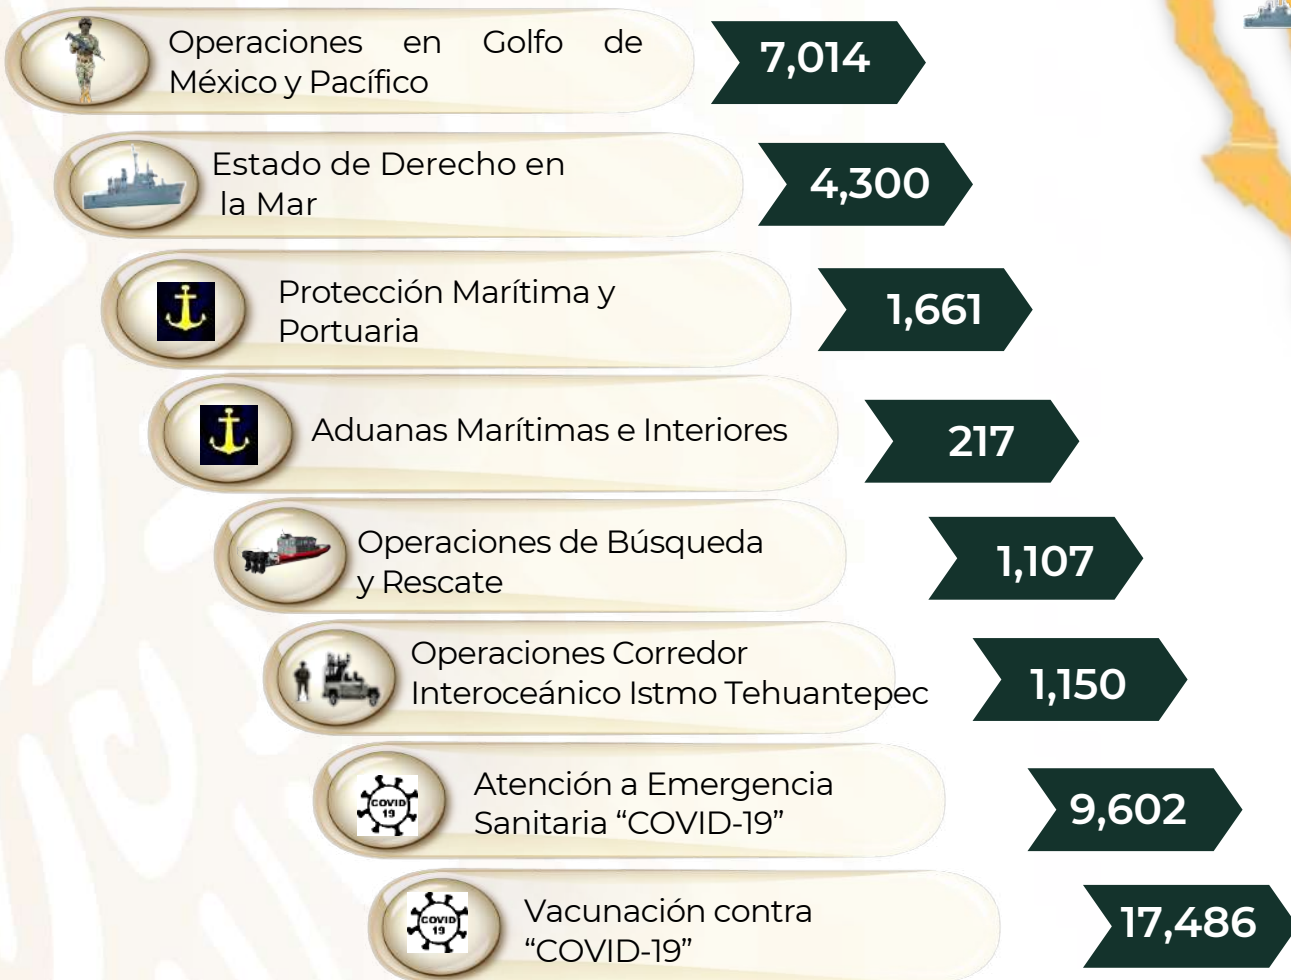 Operaciones en Golfo de
México y Pacífico
7,014
Estado de Derecho en
la Mar
4,300
Protección Marítima y
Portuaria
1,661
Aduanas Marítimas e Interiores
217
Operaciones de Búsqueda
y Rescate
1,107
Operaciones Corredor
Interoceánico Istmo Tehuantepec
1,150
COVID
19
Atención a Emergencia
Sanitaria “COVID-19”
9,602
COVID
19
Vacunación contra
“COVID-19”
17,486